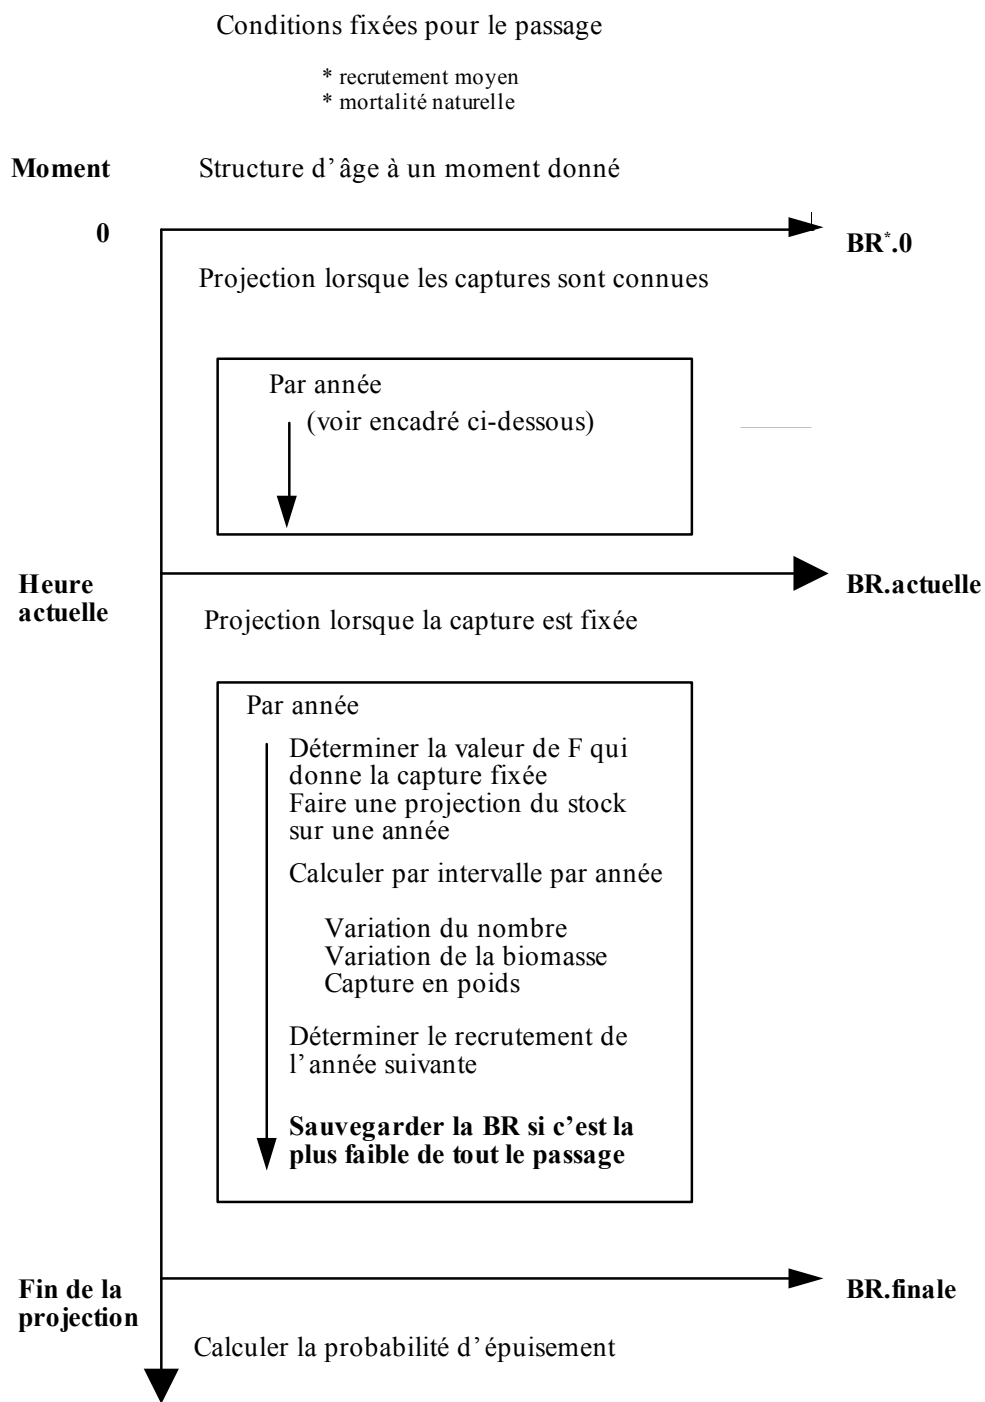 Conditions fixées pour le passage
* recrutement moyen
* mortalité naturelle
Moment
Structure d'âge à un moment donné
0
BR*.0
Projection lorsque les captures sont connues
Par année
(voir encadré ci-dessous)
Heure
actuelle
BR.actuelle
Projection lorsque la capture est fixée
Par année
Déterminer la valeur de F qui
donne la capture fixée
Faire une projection du stock
sur une année
Calculer par intervalle par année
Variation du nombre
Variation de la biomasse
Capture en poids
Déterminer le recrutement de
l'année suivante
Sauvegarder la BR si c'est la
plus faible de tout le passage
Fin de la
projection
BR.finale
Calculer la probabilité d'épuisement